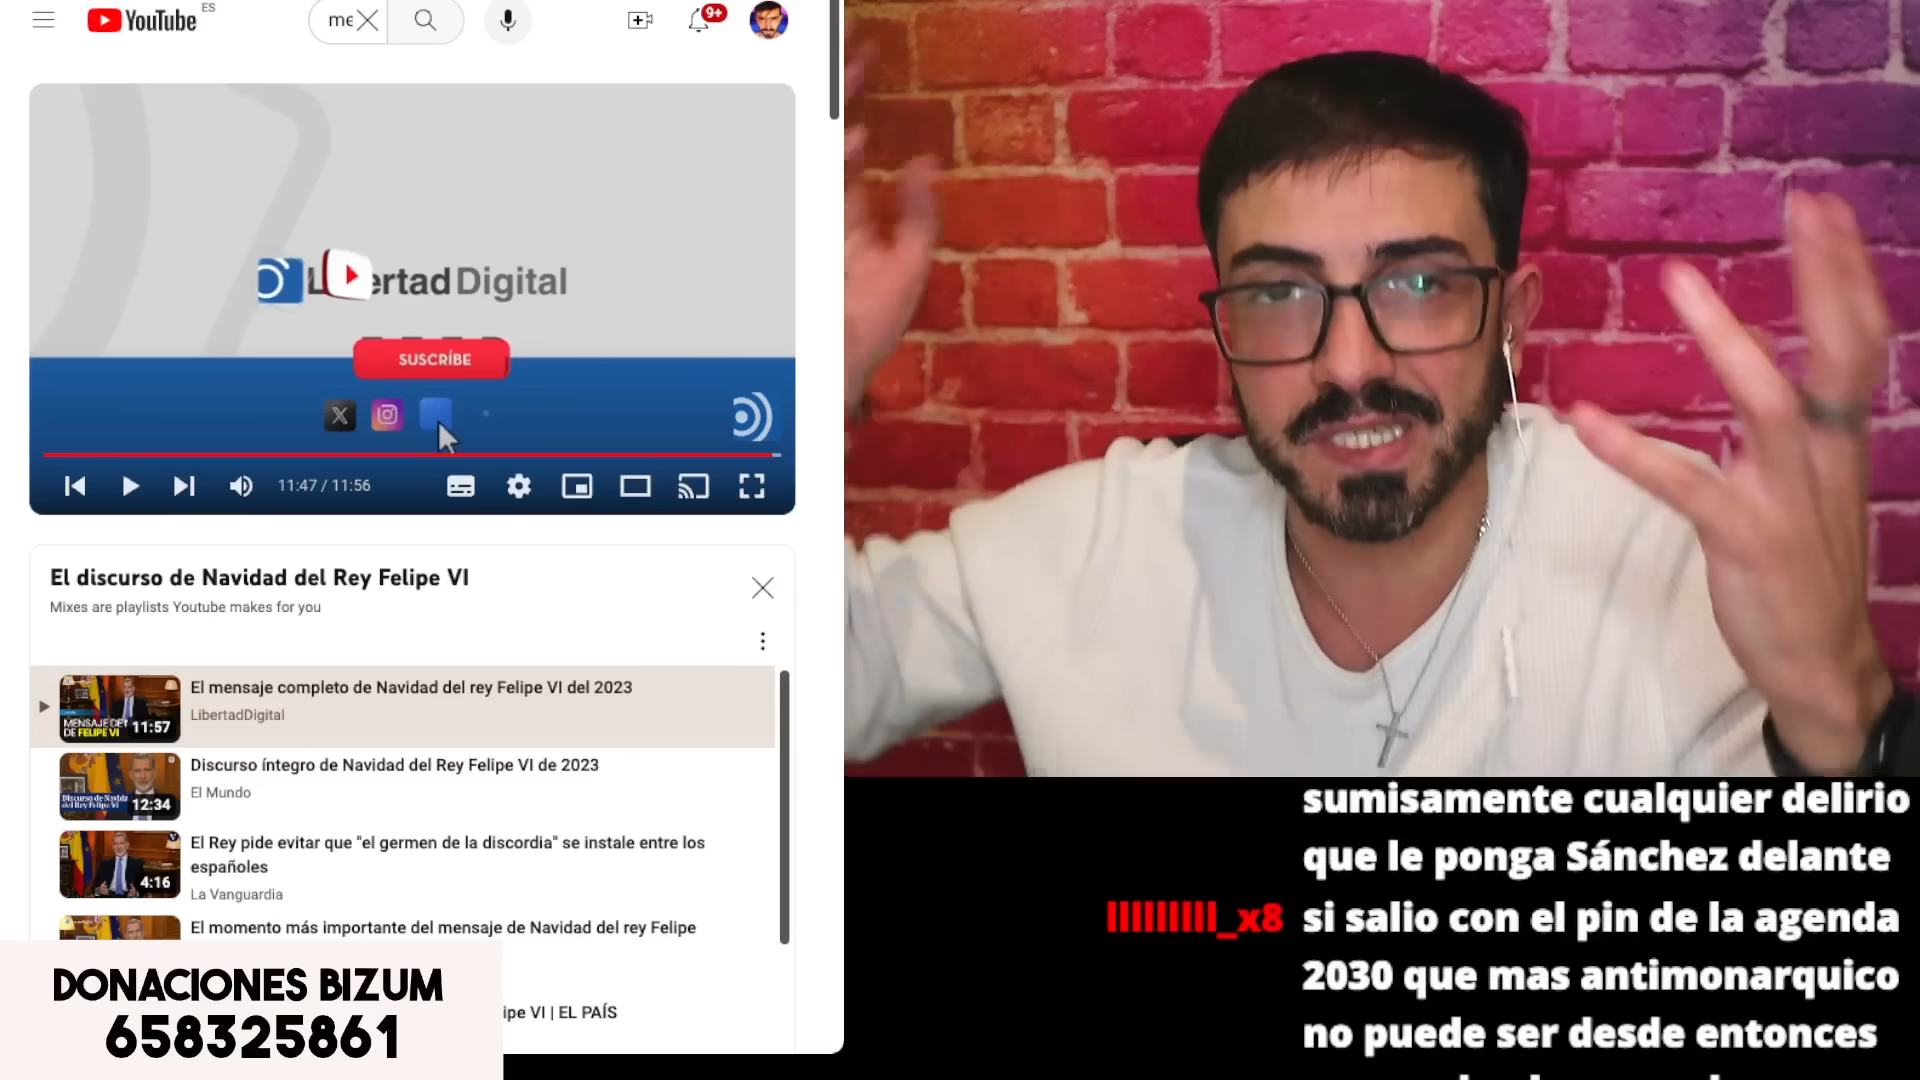 YouTube
ES
me
9+
Libertad Digital
SUSCRÍBE
11:47 / 11:56
El discurso de Navidad del Rey Felipe VI
Mixes are playlists Youtube makes for you
El mensaje completo de Navidad del rey Felipe VI del 2023
LibertadDigital
11:57
Discurso íntegro de Navidad del Rey Felipe VI de 2023
El Mundo
12:34
El Rey pide evitar que "el germen de la discordia" se instale entre los
españoles
La Vanguardia
4:16
El momento más importante del mensaje de Navidad del rey Felipe
ipe VI | EL PAÍS
DONACIONES BIZUM
658325861
sumisamente cualquier delirio
que le ponga Sánchez delante
lllllllll_x8 si salio con el pin de la agenda
2030 que mas antimonarquico
no puede ser desde entonces